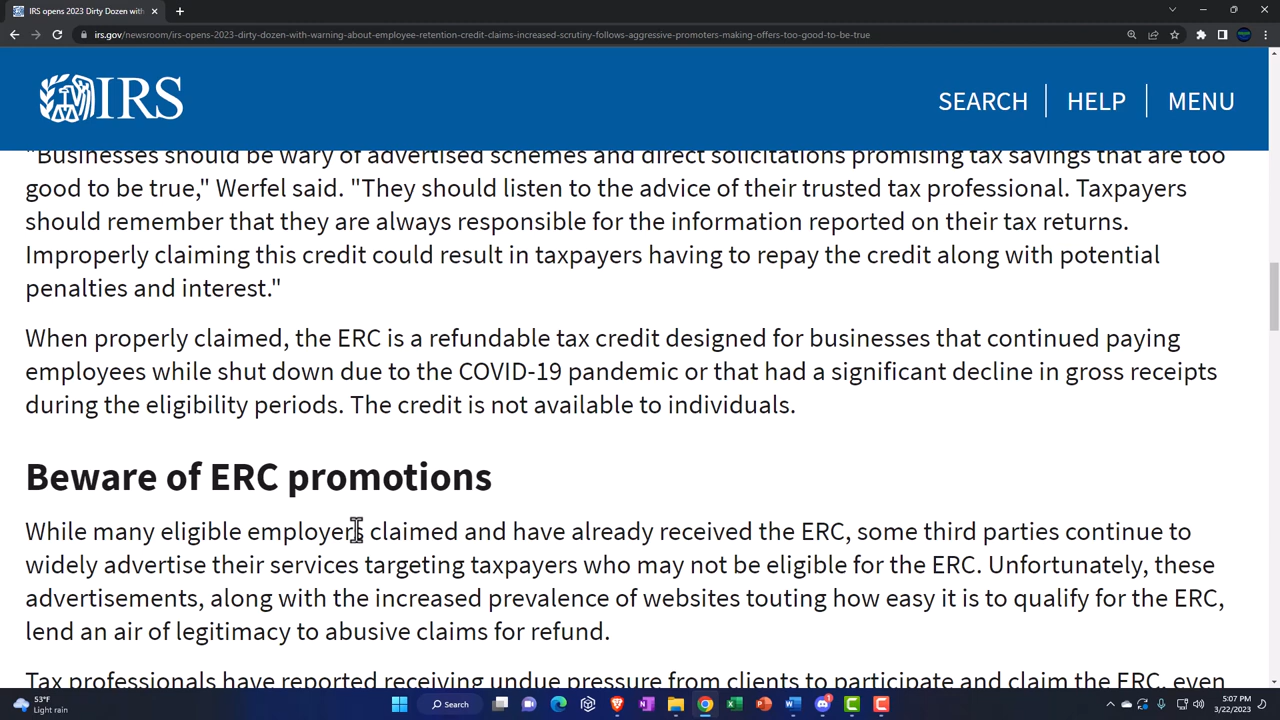 IRS opens 2023 Dirty Dozen with
irs.gov/newsroom/irs-opens-2023-dirty-dozen-with-warning-about-employee-retention-credit-claims-increased-scrutiny-follows-aggressive-promoters-making-offers-too-good-to-be-true
IRS
SEARCH HELP MENU
"Businesses should be wary of advertised schemes and direct solicitations promising tax savings that are too
good to be true," Werfel said. "They should listen to the advice of their trusted tax professional. Taxpayers
should remember that they are always responsible for the information reported on their tax returns.
Improperly claiming this credit could result in taxpayers having to repay the credit along with potential
penalties and interest."
When properly claimed, the ERC is a refundable tax credit designed for businesses that continued paying
employees while shut down due to the COVID-19 pandemic or that had a significant decline in gross receipts
during the eligibility periods. The credit is not available to individuals.
Beware of ERC promotions
While many eligible employers claimed and have already received the ERC, some third parties continue to
widely advertise their services targeting taxpayers who may not be eligible for the ERC. Unfortunately, these
advertisements, along with the increased prevalence of websites touting how easy it is to qualify for the ERC,
lend an air of legitimacy to abusive claims for refund.
Tax professionals have reported receiving undue pressure from clients to participate and claim the ERC, even
53°F
Light rain
Search
5:07 PM
3/22/2023